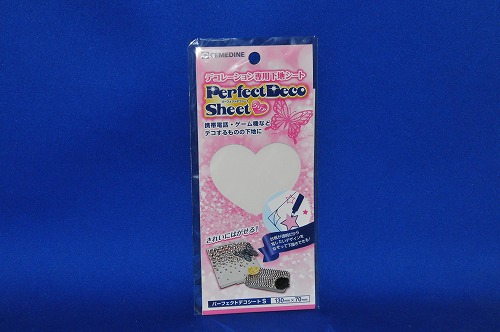 CEMEDINE
デコレーション専用下地シート
Perfect Deco
Sheet
携帯電話・ゲーム機など
デコするものの下地に
きれいにはがせる!
パーフェクトデコシート S
130mm×70mm